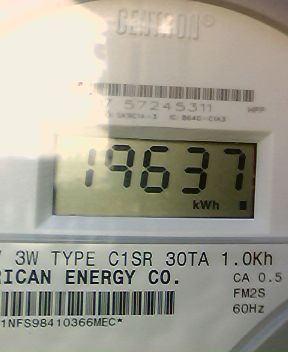 CENTRON®
57245311
19637
kWh
3W TYPE C1SR 30TA 1.0Kh
RICAN ENERGY CO.
CA 0.5
FM2S
60Hz
1NFS98410366MEC*